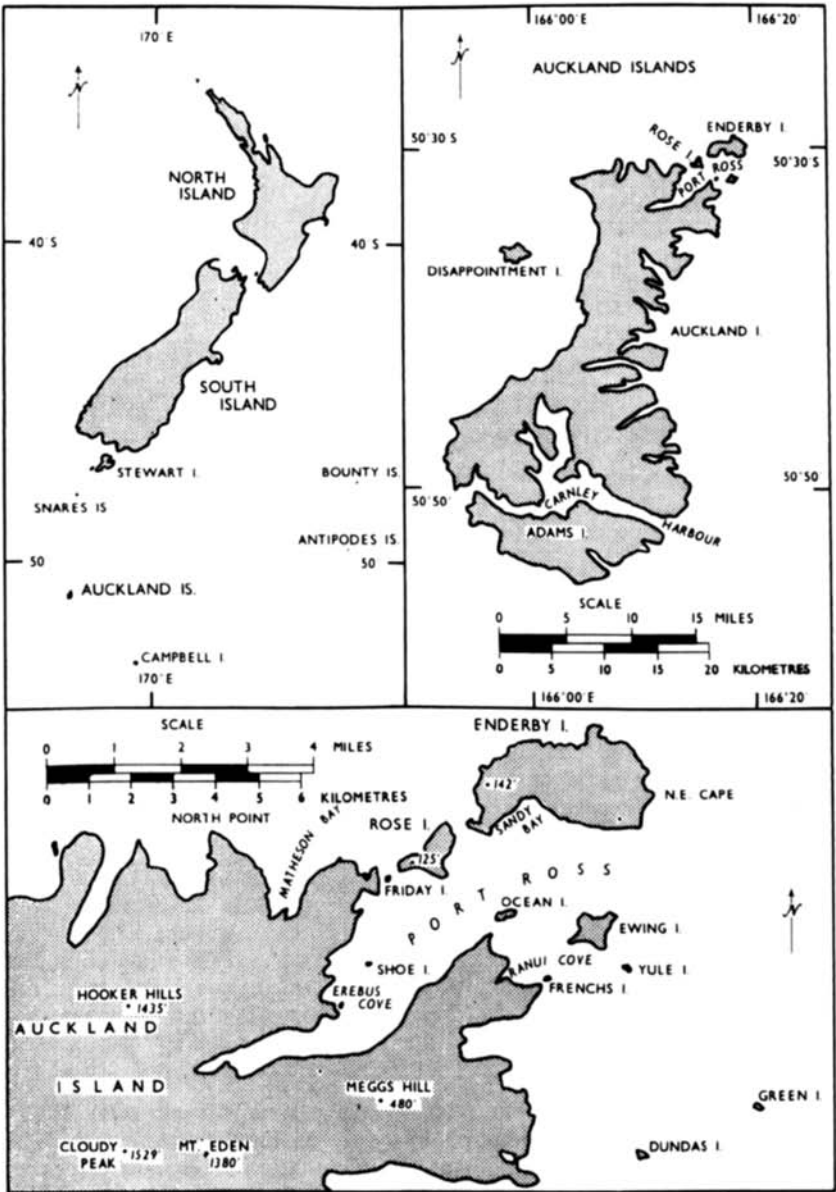 170 E
N
NORTH
ISLAND
40 S
40 S
SOUTH
ISLAND
STEWART I.
BOUNTY IS.
SNARES IS
ANTIPODES IS.
50
50
AUCKLAND IS.
CAMPBELL I.
170 E
166°00' E
166°20'
N
AUCKLAND ISLANDS
ENDERBY I.
ROSE I.
50°30 S
50°30 S
PORT ROSS
DISAPPOINTMENT I.
AUCKLAND I.
50°50'
50°50'
CARNLEY
HARBOUR
ADAMS I.
SCALE
0 5 10 15 MILES
0 5 10 15 20 KILOMETRES
166°00 E
166°20'
SCALE
0 1 2 3 4 MILES
0 1 2 3 4 5 6 KILOMETRES
ENDERBY I.
142'
N.E. CAPE
SANDY
BAY
NORTH POINT
MATHESON BAY
ROSE I.
125'
FRIDAY I.
PORT ROSS
OCEAN I.
EWING I.
N
RANUI COVE
SHOE I.
YULE I.
FRENCHS I.
EREBUS
COVE
HOOKER HILLS
1435'
AUCKLAND
ISLAND
MEGGS HILL
480'
GREEN I.
CLOUDY
PEAK
1529'
MT. EDEN
1380'
DUNDAS I.